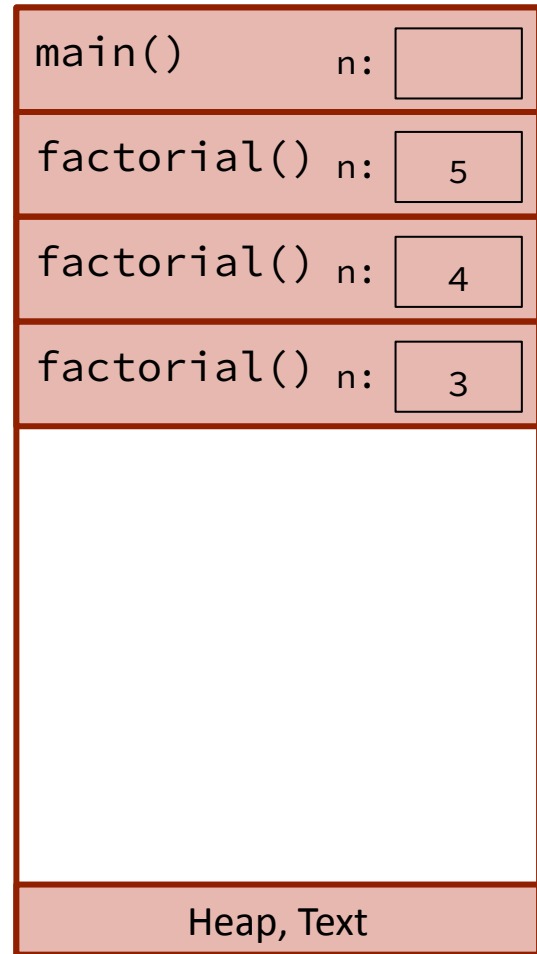 main() n:
factorial() n: 5
factorial() n: 4
factorial() n: 3
Heap, Text